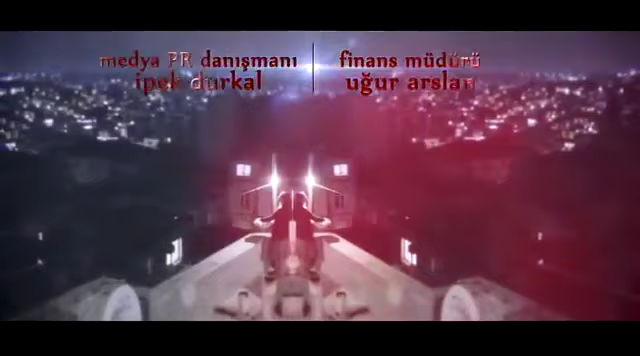 medya PR danışmanı
ipek durkal
finans müdürü
uğur arslan